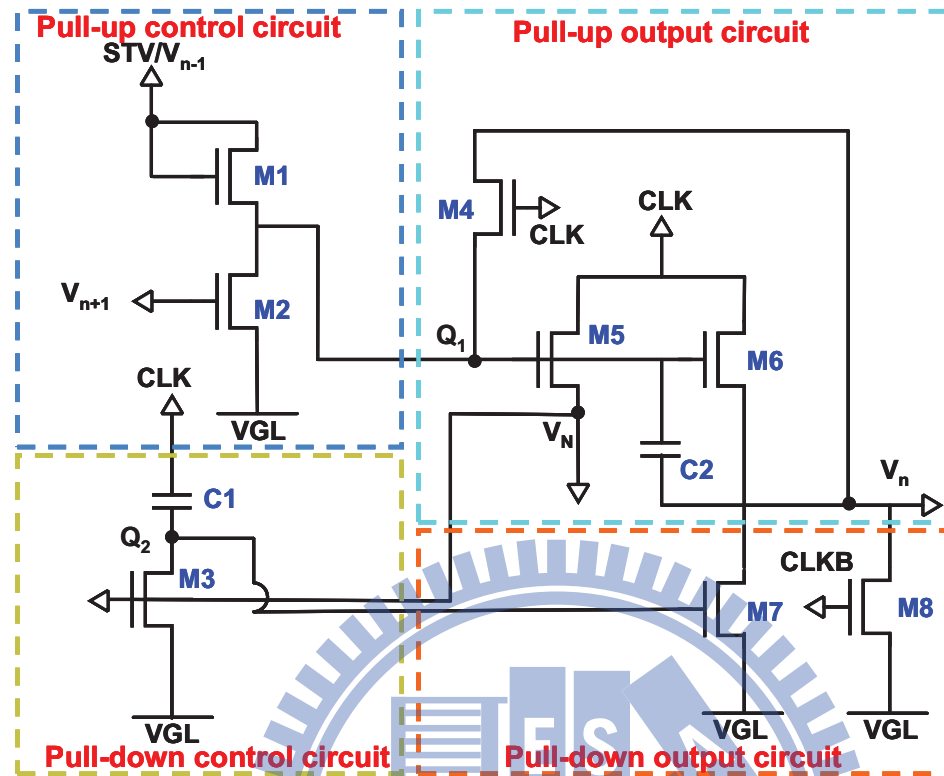 Pull-up control circuit
STV/Vn-1
M1
M2
Vn+1
VGL
Pull-up output circuit
M4
CLK
CLK
Q1
M5
M6
VN
C2
Vn
CLK
C1
Q2
M3
VGL
Pull-down control circuit
CLKB
M7
M8
VGL
VGL
Pull-down output circuit
ES